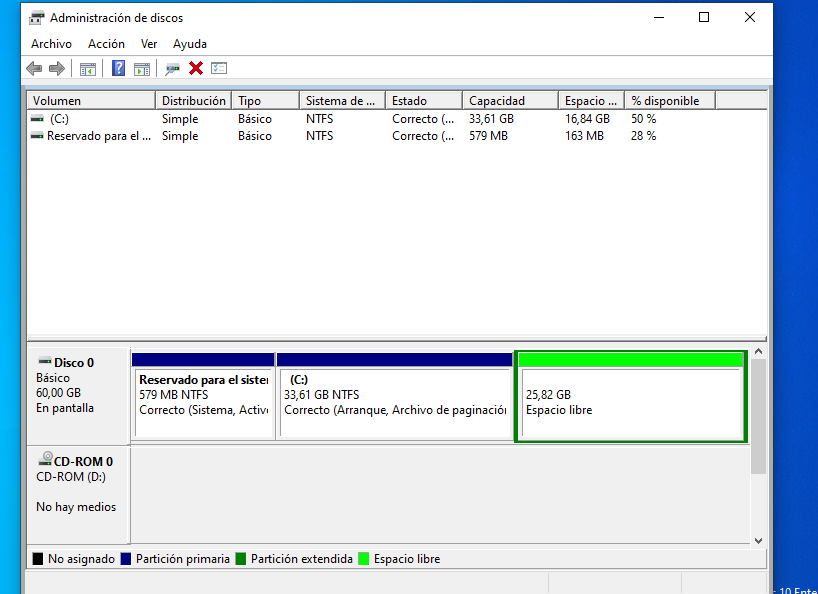 Administración de discos
Archivo Acción Ver Ayuda
Volumen Distribución Tipo Sistema de ... Estado Capacidad Espacio ... % disponible
(C:) Simple Básico NTFS Correcto (... 33,61 GB 16,84 GB 50 %
Reservado para el ... Simple Básico NTFS Correcto (... 579 MB 163 MB 28 %
Disco 0
Básico
60,00 GB
En pantalla
Reservado para el sister
579 MB NTFS
Correcto (Sistema, Activo
(C:)
33,61 GB NTFS
Correcto (Arranque, Archivo de paginación
25,82 GB
Espacio libre
CD-ROM 0
CD-ROM (D:)
No hay medios
No asignado Partición primaria Partición extendida Espacio libre
10 Ente